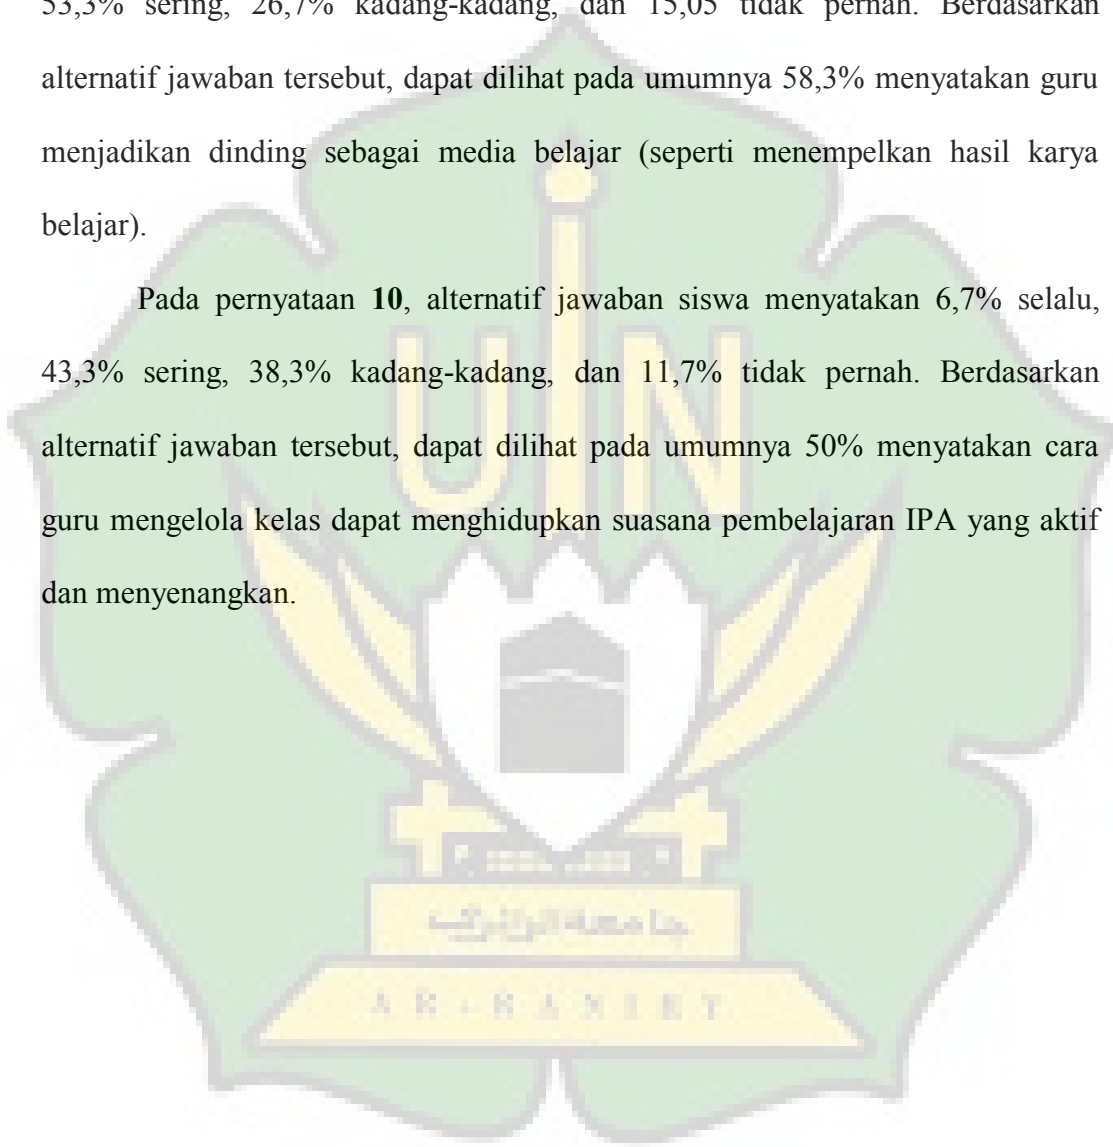 53,3% sering, 26,7% kadang-kadang, dan 15,05 tidak pernah. Berdasarkan
alternatif jawaban tersebut, dapat dilihat pada umumnya 58,3% menyatakan guru
menjadikan dinding sebagai media belajar (seperti menempelkan hasil karya
belajar).
Pada pernyataan 10, alternatif jawaban siswa menyatakan 6,7% selalu,
43,3% sering, 38,3% kadang-kadang, dan 11,7% tidak pernah. Berdasarkan
alternatif jawaban tersebut, dapat dilihat pada umumnya 50% menyatakan cara
guru mengelola kelas dapat menghidupkan suasana pembelajaran IPA yang aktif
dan menyenangkan.
UIN
جامعة الرانيري
AR-RANIRY